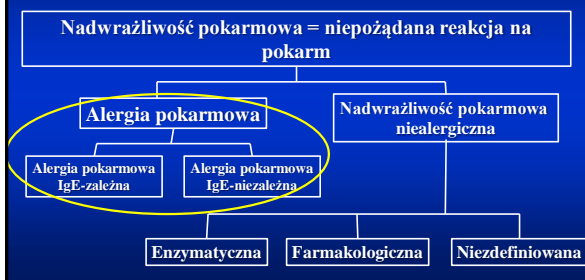 Nadwrażliwość pokarmowa = niepożądana reakcja na
pokarm
Alergia pokarmowa
Nadwrażliwość pokarmowa
niealergiczna
Alergia pokarmowa
IgE-zależna
Alergia pokarmowa
IgE-niezależna
Enzymatyczna
Farmakologiczna
Niezdefiniowana